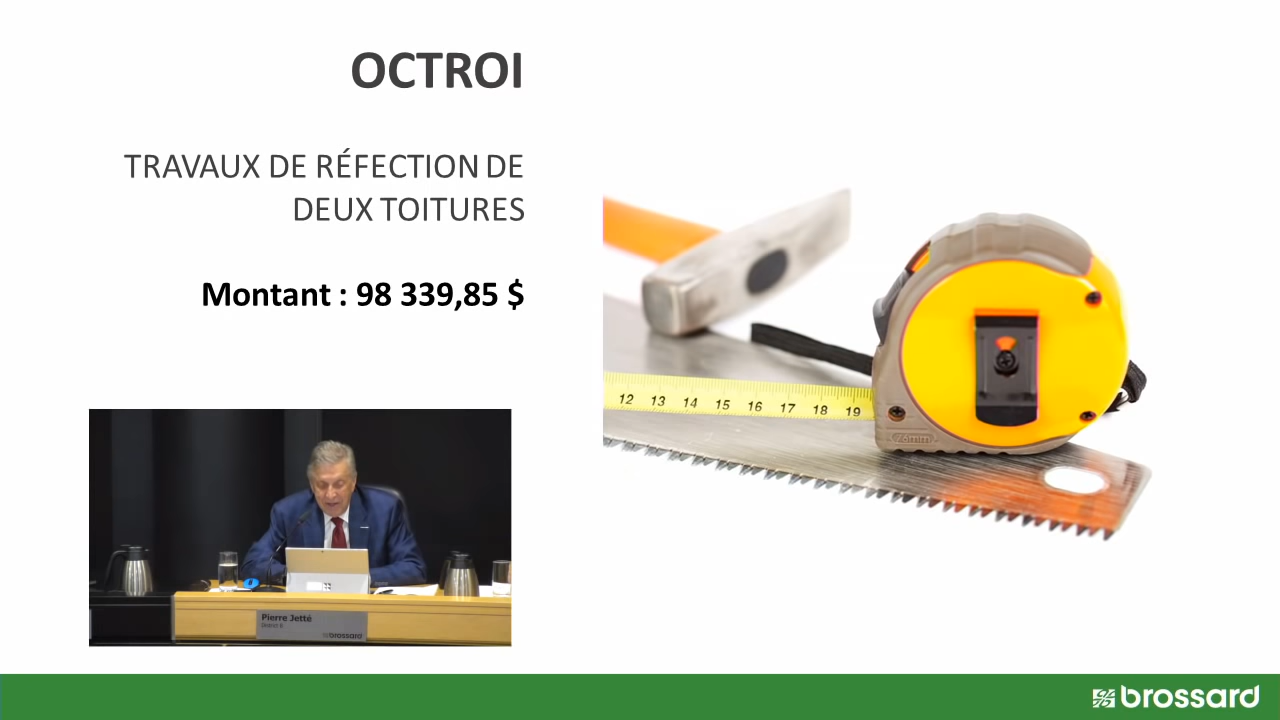 OCTROI
TRAVAUX DE RÉFECTION DE
DEUX TOITURES
Montant : 98 339,85 $
12 13 14 15 16 17 18 19
Pierre Jetté
brossard
brossard